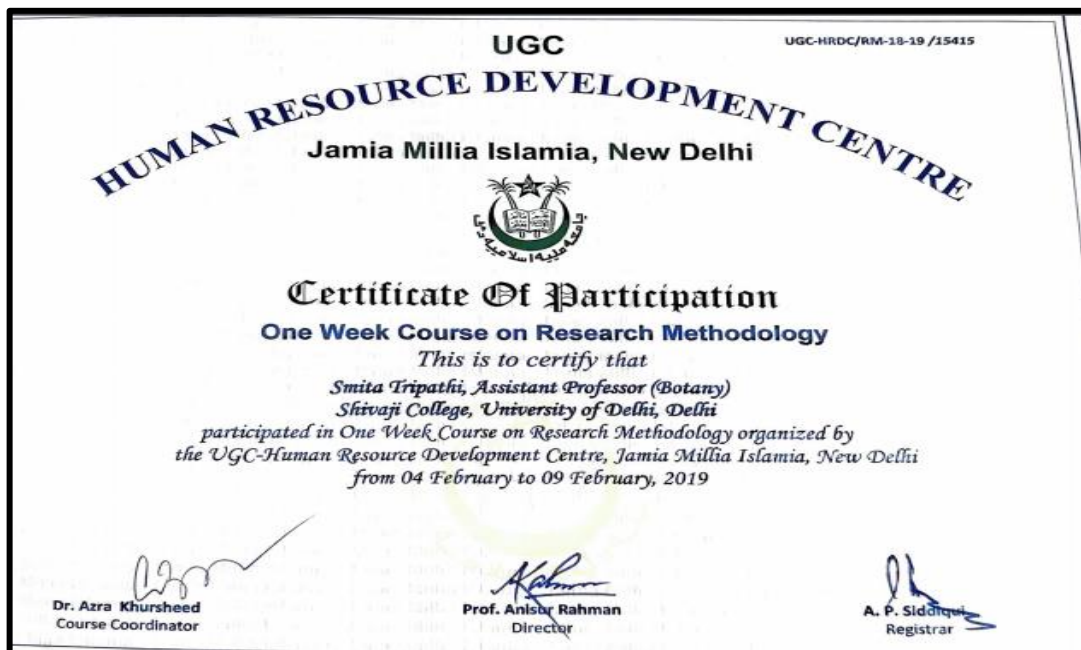 UGC
UGC-HRDC/RM-18-19 /15415
HUMAN RESOURCE DEVELOPMENT CENTRE
Jamia Millia Islamia, New Delhi
جامعہ ملیہ اسلامیہ دہلی
Certificate Of Participation
One Week Course on Research Methodology
This is to certify that
Smita Tripathi, Assistant Professor (Botany)
Shivaji College, University of Delhi, Delhi
participated in One Week Course on Research Methodology organized by
the UGC-Human Resource Development Centre, Jamia Millia Islamia, New Delhi
from 04 February to 09 February, 2019
Dr. Azra Khursheed
Course Coordinator
Prof. Anisur Rahman
Director
A. P. Siddiqui
Registrar